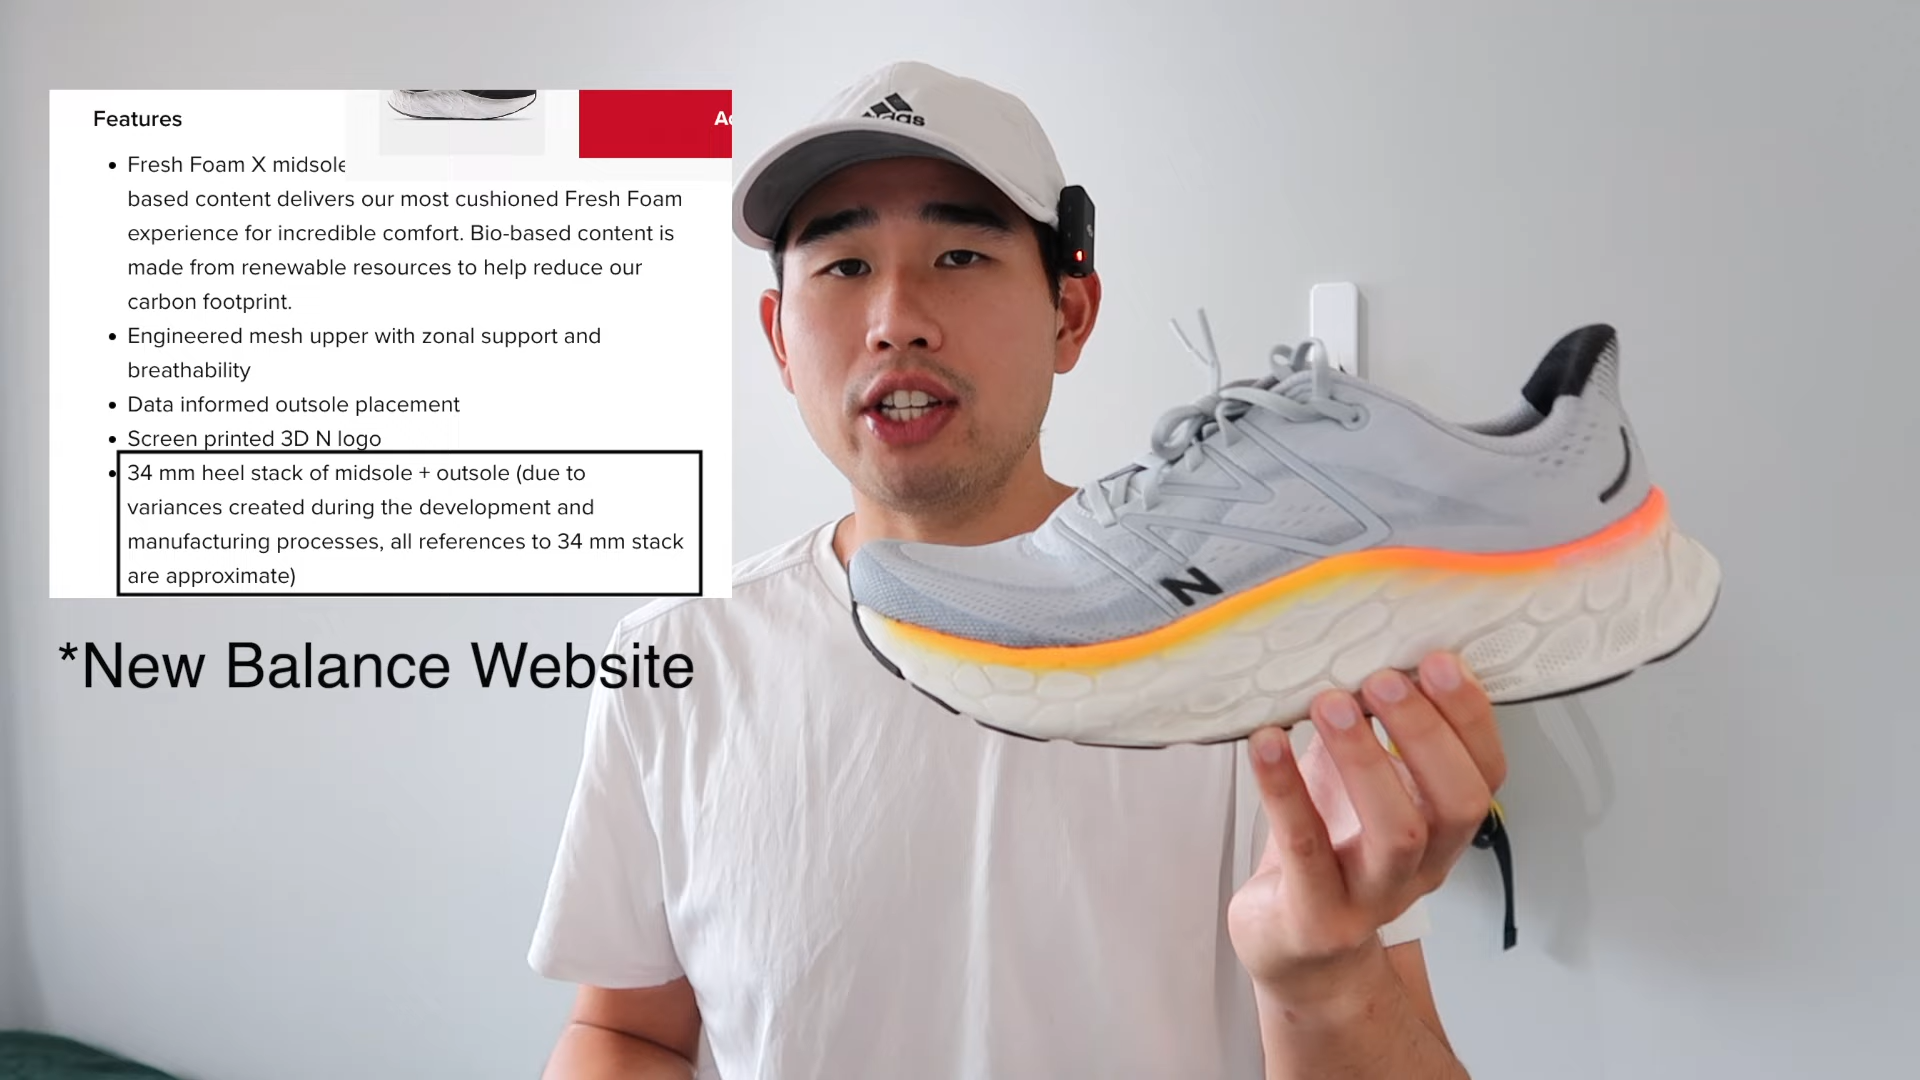 Features
Fresh Foam X midsole
based content delivers our most cushioned Fresh Foam
experience for incredible comfort. Bio-based content is
made from renewable resources to help reduce our
carbon footprint.
Engineered mesh upper with zonal support and
breathability
Data informed outsole placement
Screen printed 3D N logo
34 mm heel stack of midsole + outsole (due to
variances created during the development and
manufacturing processes, all references to 34 mm stack
are approximate)
*New Balance Website
adidas
N